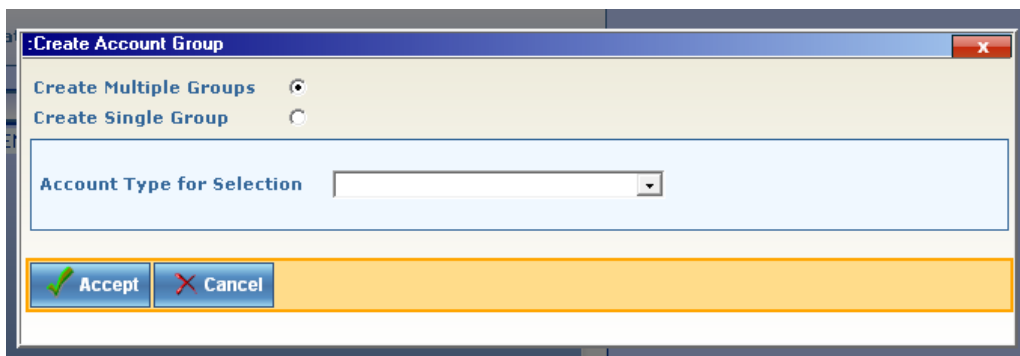 :Create Account Group
x
Create Multiple Groups
Create Single Group
Account Type for Selection
Accept Cancel